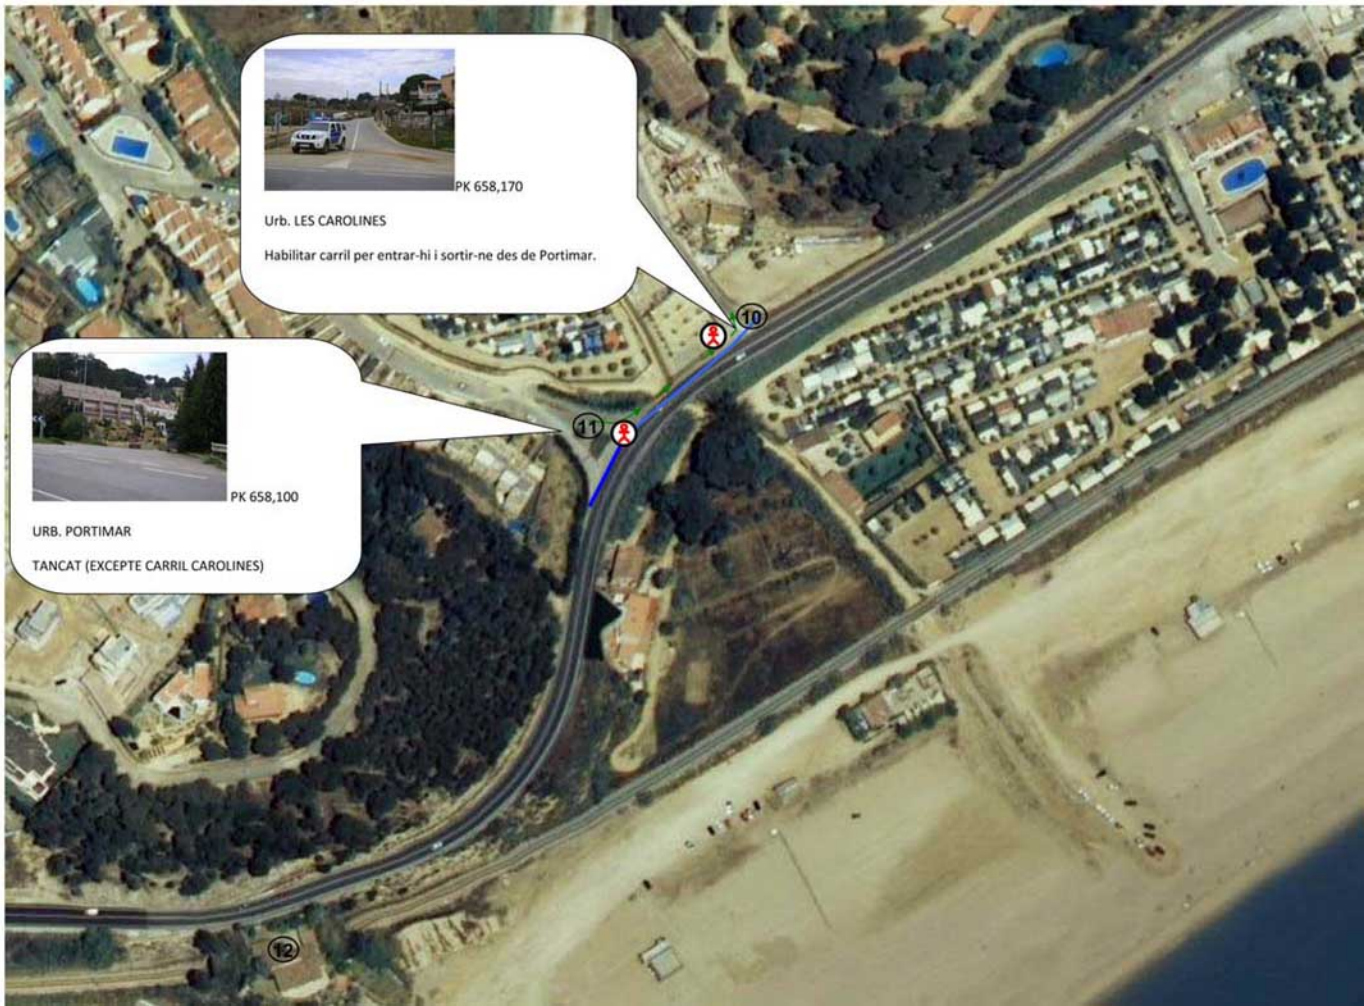 PK 658,170
Urb. LES CAROLINES
Habilitar carril per entrar-hi i sortir-ne des de Portimar.
10
11
PK 658,100
URB. PORTIMAR
TANCAT (EXCEPTE CARRIL CAROLINES)
12